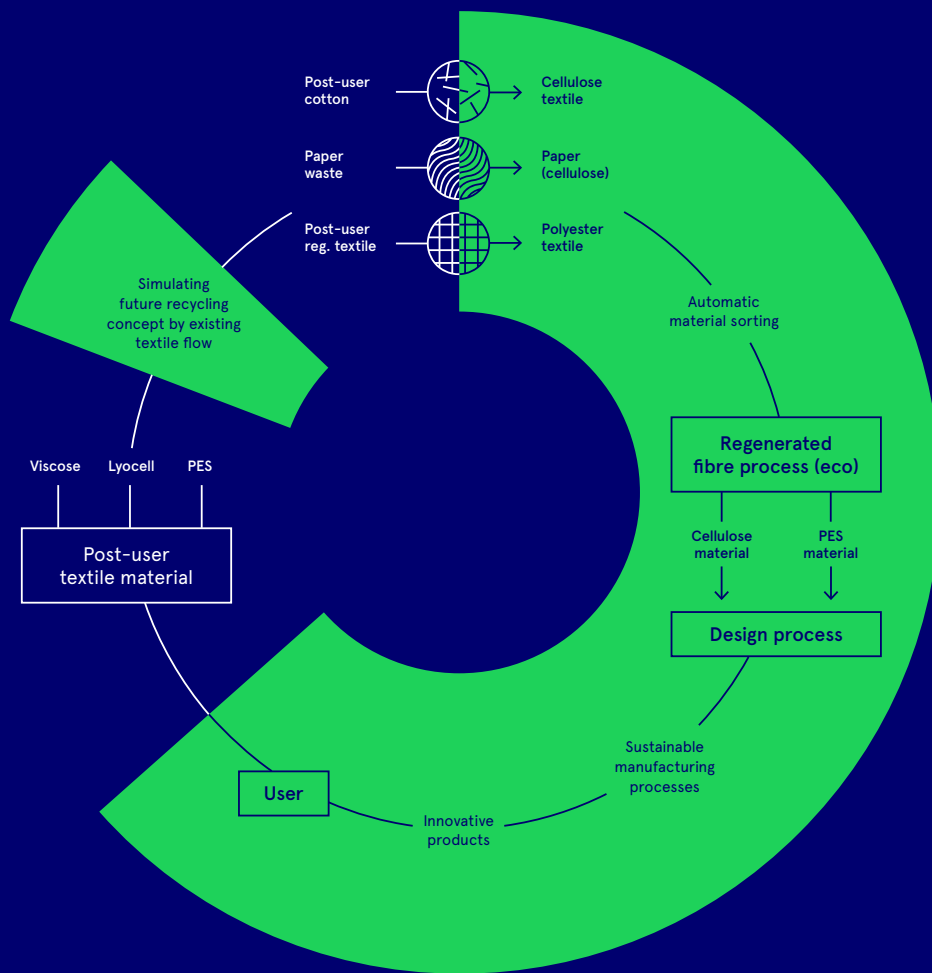 Post-user
cotton
Cellulose
textile
Paper
waste
Paper
(cellulose)
Post-user
reg. textile
Polyester
textile
Automatic
material sorting
Regenerated
fibre process (eco)
Cellulose
material
PES
material
Design process
Sustainable
manufacturing
processes
Innovative
products
User
Post-user
textile material
Viscose
Lyocell
PES
Simulating
future recycling
concept by existing
textile flow